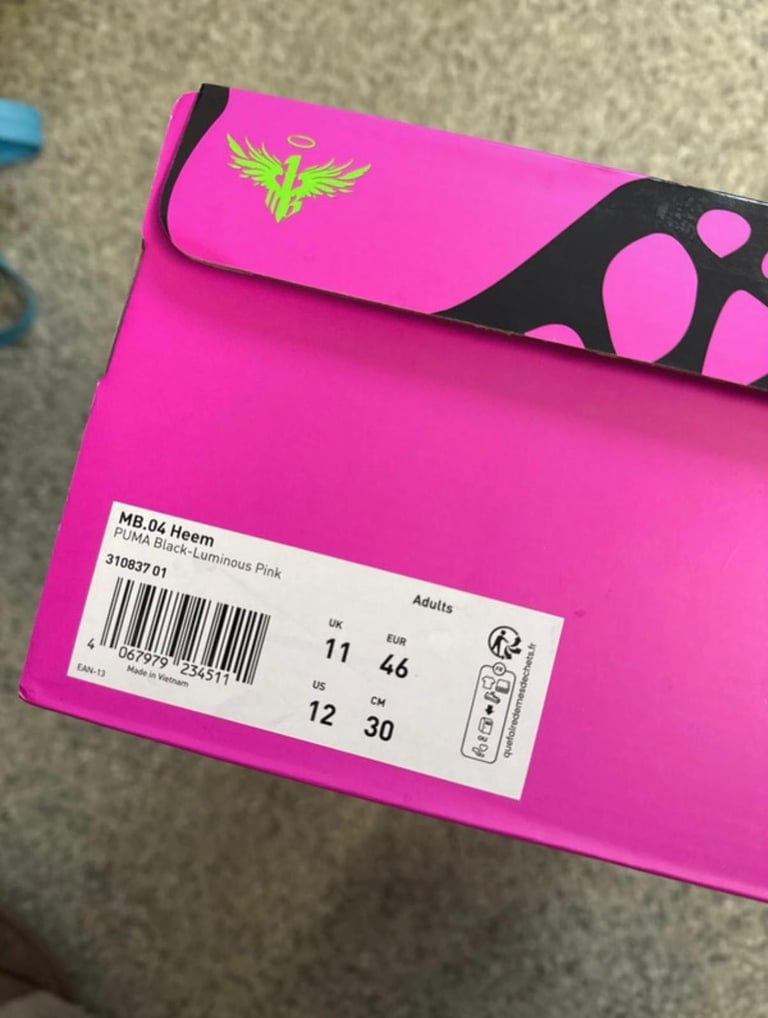 MB.04 Heem
PUMA Black-Luminous Pink
310837 01
Adults
4 067979 234511
EAN-13
Made in Vietnam
UK
11
EUR
46
US
12
CM
30
FR
quefairedemesdechets.fr